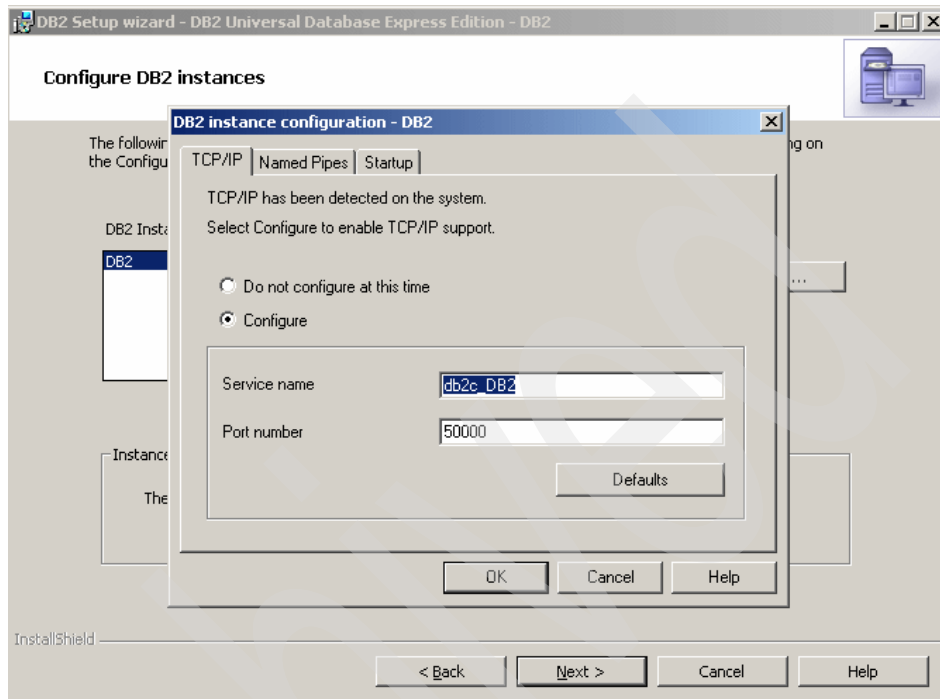 DB2 Setup wizard - DB2 Universal Database Express Edition - DB2
Configure DB2 instances
DB2 instance configuration - DB2
The ng on
the
TCP/IP Named Pipes Startup
TCP/IP has been detected on the system.
Select Configure to enable TCP/IP support.
DB2
DB2
...
Do not configure at this time
Configure
Service name db2c_DB2
Port number 50000
Defaults
Instance
The
OK Cancel Help
InstallShield
< Back Next > Cancel Help